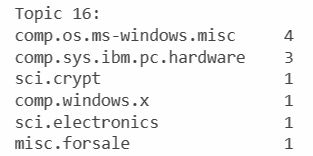 Topic 16:
comp.os.ms-windows.misc 4
comp.sys.ibm.pc.hardware 3
sci.crypt 1
comp.windows.x 1
sci.electronics 1
misc.forsale 1